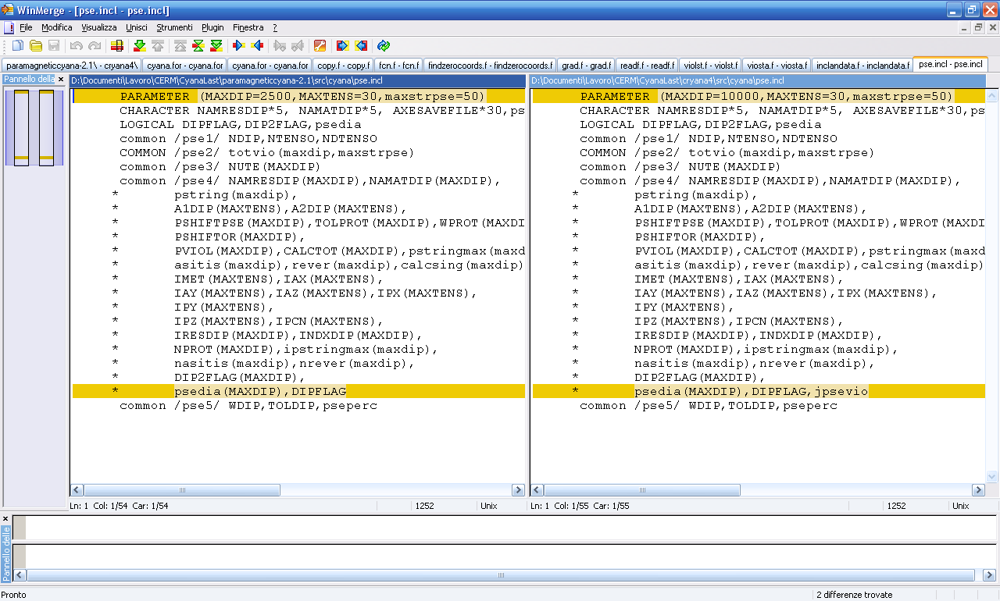 WinMerge - [pse.incl - pse.incl]
File Modifica Visualizza Unisci Strumenti Plugin Finestra ?
paramagneticcyana-2.1\ - cryana4\ cyana.for - cyana.for cyana.for - cyana.for copy.f - copy.f fcn.f - fcn.f findzerocoords.f - findzerocoords.f grad.f - grad.f readf.f - readf.f violst.f - violst.f viosta.f - viosta.f inclandata.f - inclandata.f pse.incl - pse.incl
Pannello della
D:\Documenti\Lavoro\CERM\CyanaLast\paramagneticcyana-2.1\src\cyana\pse.incl
PARAMETER (MAXDIP=2500,MAXTENS=30,maxstrpse=50)
CHARACTER NAMRESDIP*5, NAMATDIP*5, AXESAVEFILE*30,ps
LOGICAL DIPFLAG,DIP2FLAG,psedia
common /pse1/ NDIP,NTENSO,NDTENSO
COMMON /pse2/ totvio(maxdip,maxstrpse)
common /pse3/ NUTE(MAXDIP)
common /pse4/ NAMRESDIP(MAXDIP),NAMATDIP(MAXDIP),
* pstring(maxdip),
* A1DIP(MAXTENS),A2DIP(MAXTENS),
* PSHIFTPSE(MAXDIP),TOLPROT(MAXDIP),WPROT(MAXDI
* PSHIFTOR(MAXDIP),
* PVIOL(MAXDIP),CALCTOT(MAXDIP),pstringmax(maxd
* asitis(maxdip),rever(maxdip),calcsing(maxdip)
* IMET(MAXTENS),IAX(MAXTENS),
* IAY(MAXTENS),IAZ(MAXTENS),IPX(MAXTENS),
* IPY(MAXTENS),
* IPZ(MAXTENS),IPCN(MAXTENS),
* IRESDIP(MAXDIP),INDXDIP(MAXDIP),
* NPROT(MAXDIP),ipstringmax(maxdip),
* nasitis(maxdip),nrever(maxdip),
* DIP2FLAG(MAXDIP),
* psedia(MAXDIP),DIPFLAG
common /pse5/ WDIP,TOLDIP,pseperc
Ln: 1 Col: 1/54 Car: 1/54 1252 Unix
D:\Documenti\Lavoro\CERM\CyanaLast\cryana4\src\cyana\pse.incl
PARAMETER (MAXDIP=10000,MAXTENS=30,maxstrpse=50)
CHARACTER NAMRESDIP*5, NAMATDIP*5, AXESAVEFILE*30,ps
LOGICAL DIPFLAG,DIP2FLAG,psedia
common /pse1/ NDIP,NTENSO,NDTENSO
COMMON /pse2/ totvio(maxdip,maxstrpse)
common /pse3/ NUTE(MAXDIP)
common /pse4/ NAMRESDIP(MAXDIP),NAMATDIP(MAXDIP),
* pstring(maxdip),
* A1DIP(MAXTENS),A2DIP(MAXTENS),
* PSHIFTPSE(MAXDIP),TOLPROT(MAXDIP),WPROT(MAXDI
* PSHIFTOR(MAXDIP),
* PVIOL(MAXDIP),CALCTOT(MAXDIP),pstringmax(maxd
* asitis(maxdip),rever(maxdip),calcsing(maxdip)
* IMET(MAXTENS),IAX(MAXTENS),
* IAY(MAXTENS),IAZ(MAXTENS),IPX(MAXTENS),
* IPY(MAXTENS),
* IPZ(MAXTENS),IPCN(MAXTENS),
* IRESDIP(MAXDIP),INDXDIP(MAXDIP),
* NPROT(MAXDIP),ipstringmax(maxdip),
* nasitis(maxdip),nrever(maxdip),
* DIP2FLAG(MAXDIP),
* psedia(MAXDIP),DIPFLAG,jpsevio
common /pse5/ WDIP,TOLDIP,pseperc
Ln: 1 Col: 1/55 Car: 1/55 1252 Unix
Pannello delle
Pronto 2 differenze trovate